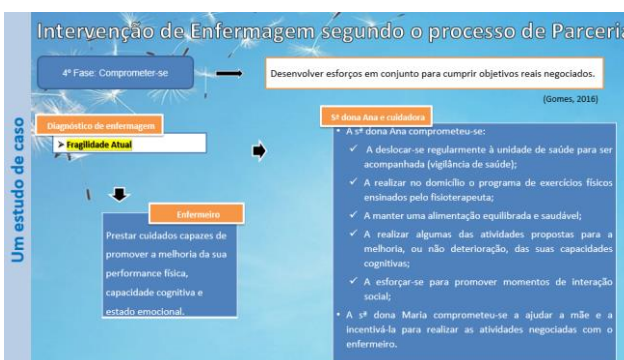 Intervenção de Enfermagem segundo o processo de Parceria
4ª Fase: Comprometer-se
Desenvolver esforços em conjunto para cumprir objetivos reais negociados.
(Gomes, 2016)
Um estudo de caso
Diagnóstico de enfermagem
Fragilidade Atual
Enfermeiro
Prestar cuidados capazes de
promover a melhoria da sua
performance física,
capacidade cognitiva e
estado emocional.
Sª dona Ana e cuidadora
• A sª dona Ana comprometeu-se:
✓ A deslocar-se regularmente à unidade de saúde para ser
acompanhada (vigilância de saúde);
✓ A realizar no domicílio o programa de exercícios físicos
ensinados pelo fisioterapeuta;
✓ A manter uma alimentação equilibrada e saudável;
✓ A realizar algumas das atividades propostas para a
melhoria, ou não deterioração, das suas capacidades
cognitivas;
✓ A esforçar-se para promover momentos de interação
social;
• A sª dona Maria comprometeu-se a ajudar a mãe e a
incentivá-la para realizar as atividades negociadas com o
enfermeiro.